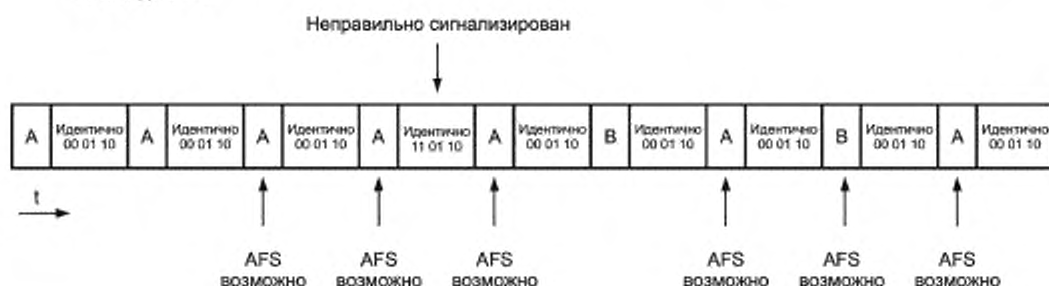 Неправильно сигнализирован
A Идентично A Идентично A Идентично A Идентично A Идентично B Идентично A Идентично B Идентично A Идентично
00 01 10 00 01 10 00 01 10 11 01 10 00 01 10 00 01 10 00 01 10 00 01 10 00 01 10
t
AFS AFS AFS AFS AFS AFS
возможно возможно возможно возможно возможно возможно